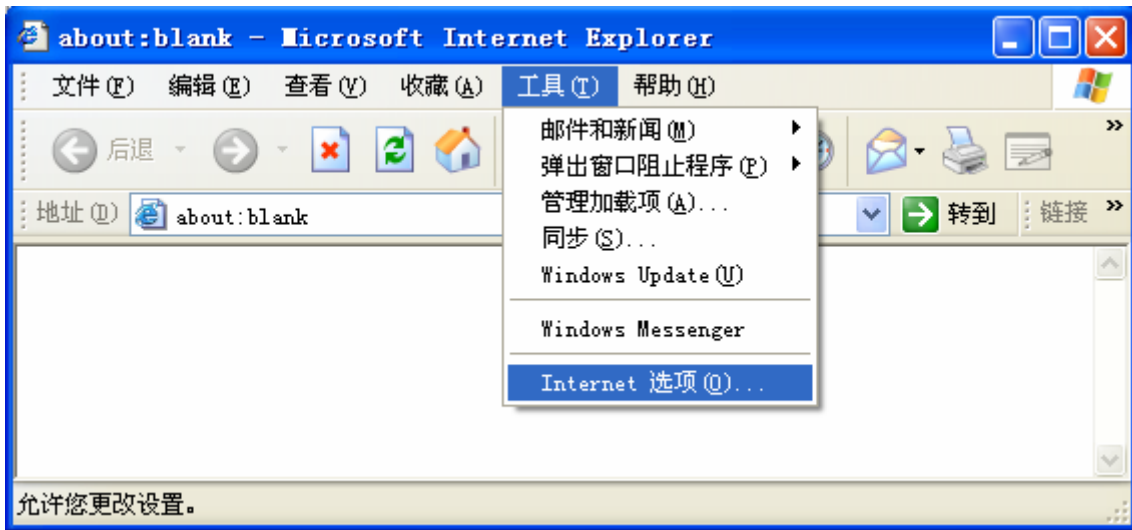 about:blank - Microsoft Internet Explorer
文件(F) 编辑(E) 查看(V) 收藏(A) 工具(T) 帮助(H)
后退
地址(D) about:blank 转到 链接
邮件和新闻(M)
弹出窗口阻止程序(P)
管理加载项(A)...
同步(S)...
Windows Update(U)
Windows Messenger
Internet 选项(O)...
允许您更改设置。